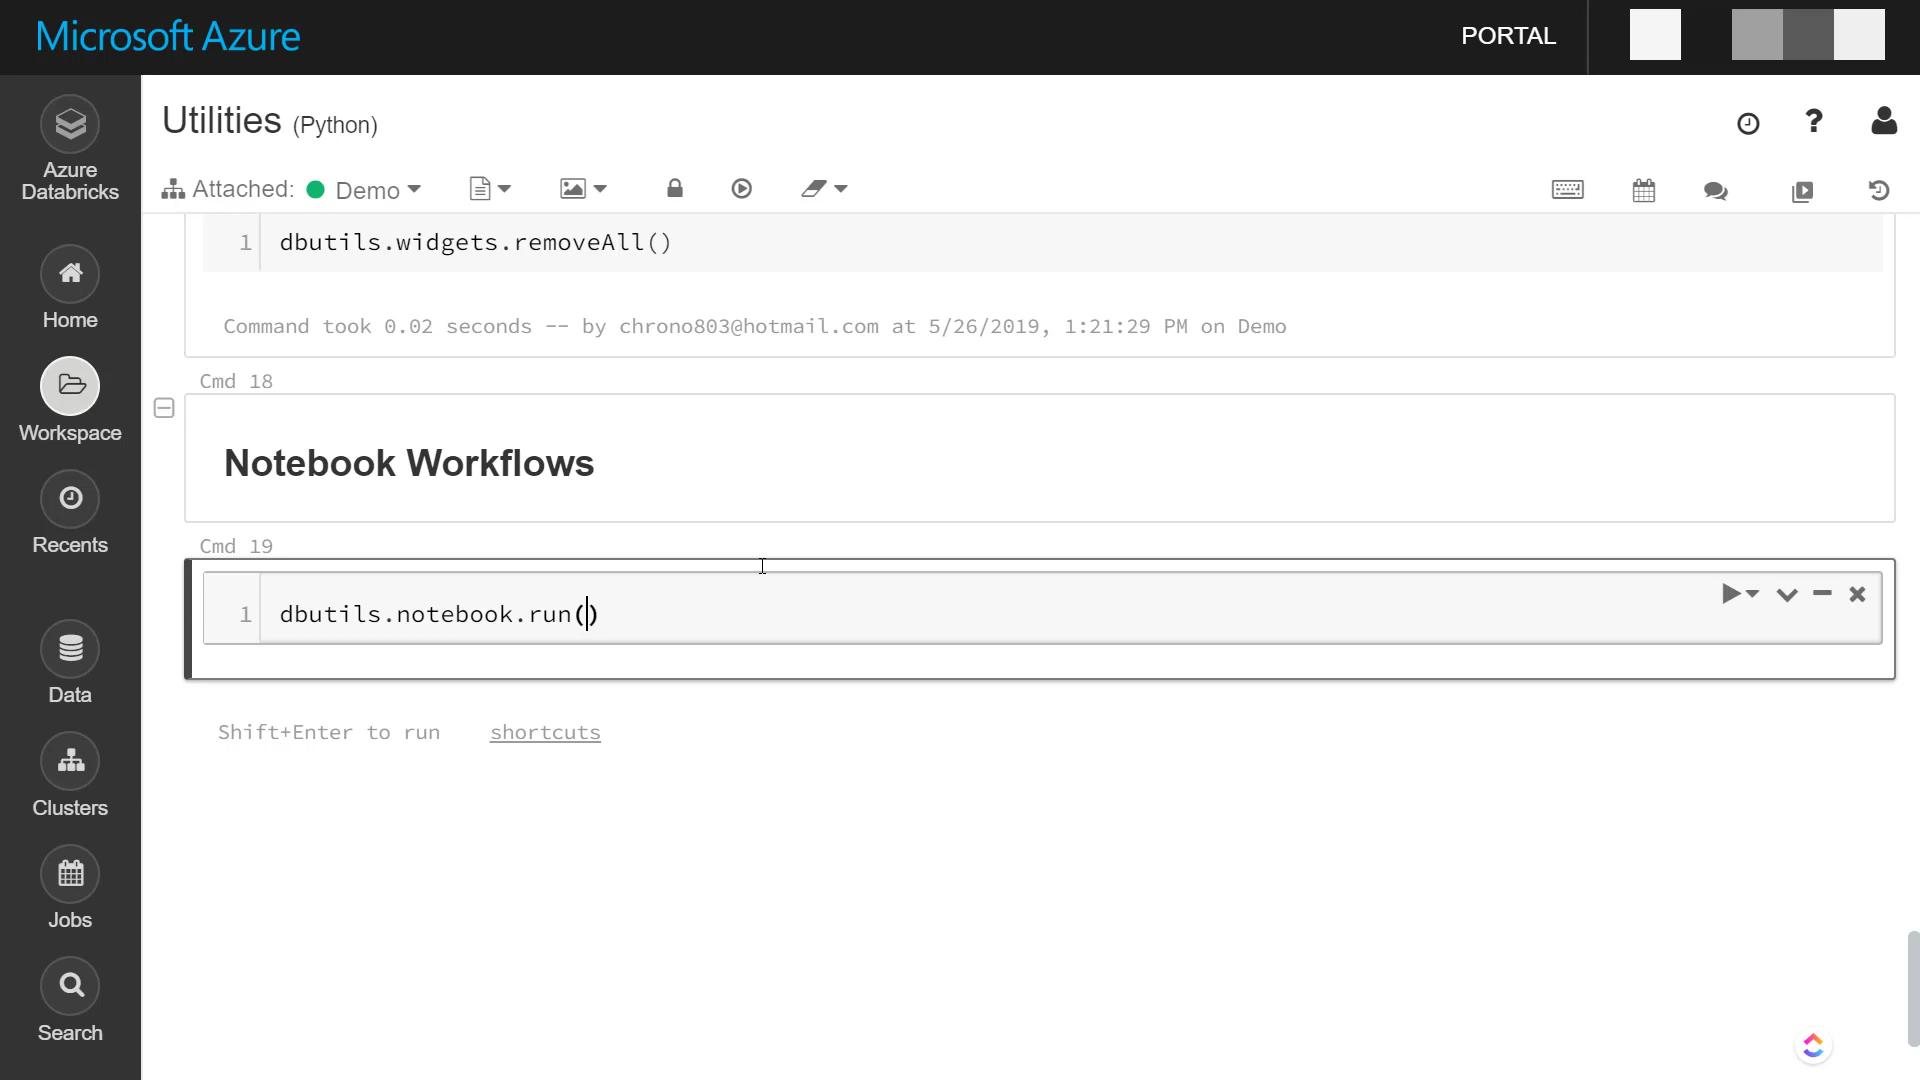 Microsoft Azure
PORTAL
Utilities (Python)
Attached: Demo
Azure
Databricks
Home
Workspace
Recents
Data
Clusters
Jobs
Search
1 dbutils.widgets.removeAll()
Command took 0.02 seconds -- by chrono803@hotmail.com at 5/26/2019, 1:21:29 PM on Demo
Cmd 18
Notebook Workflows
Cmd 19
1 dbutils.notebook.run()
Shift+Enter to run shortcuts